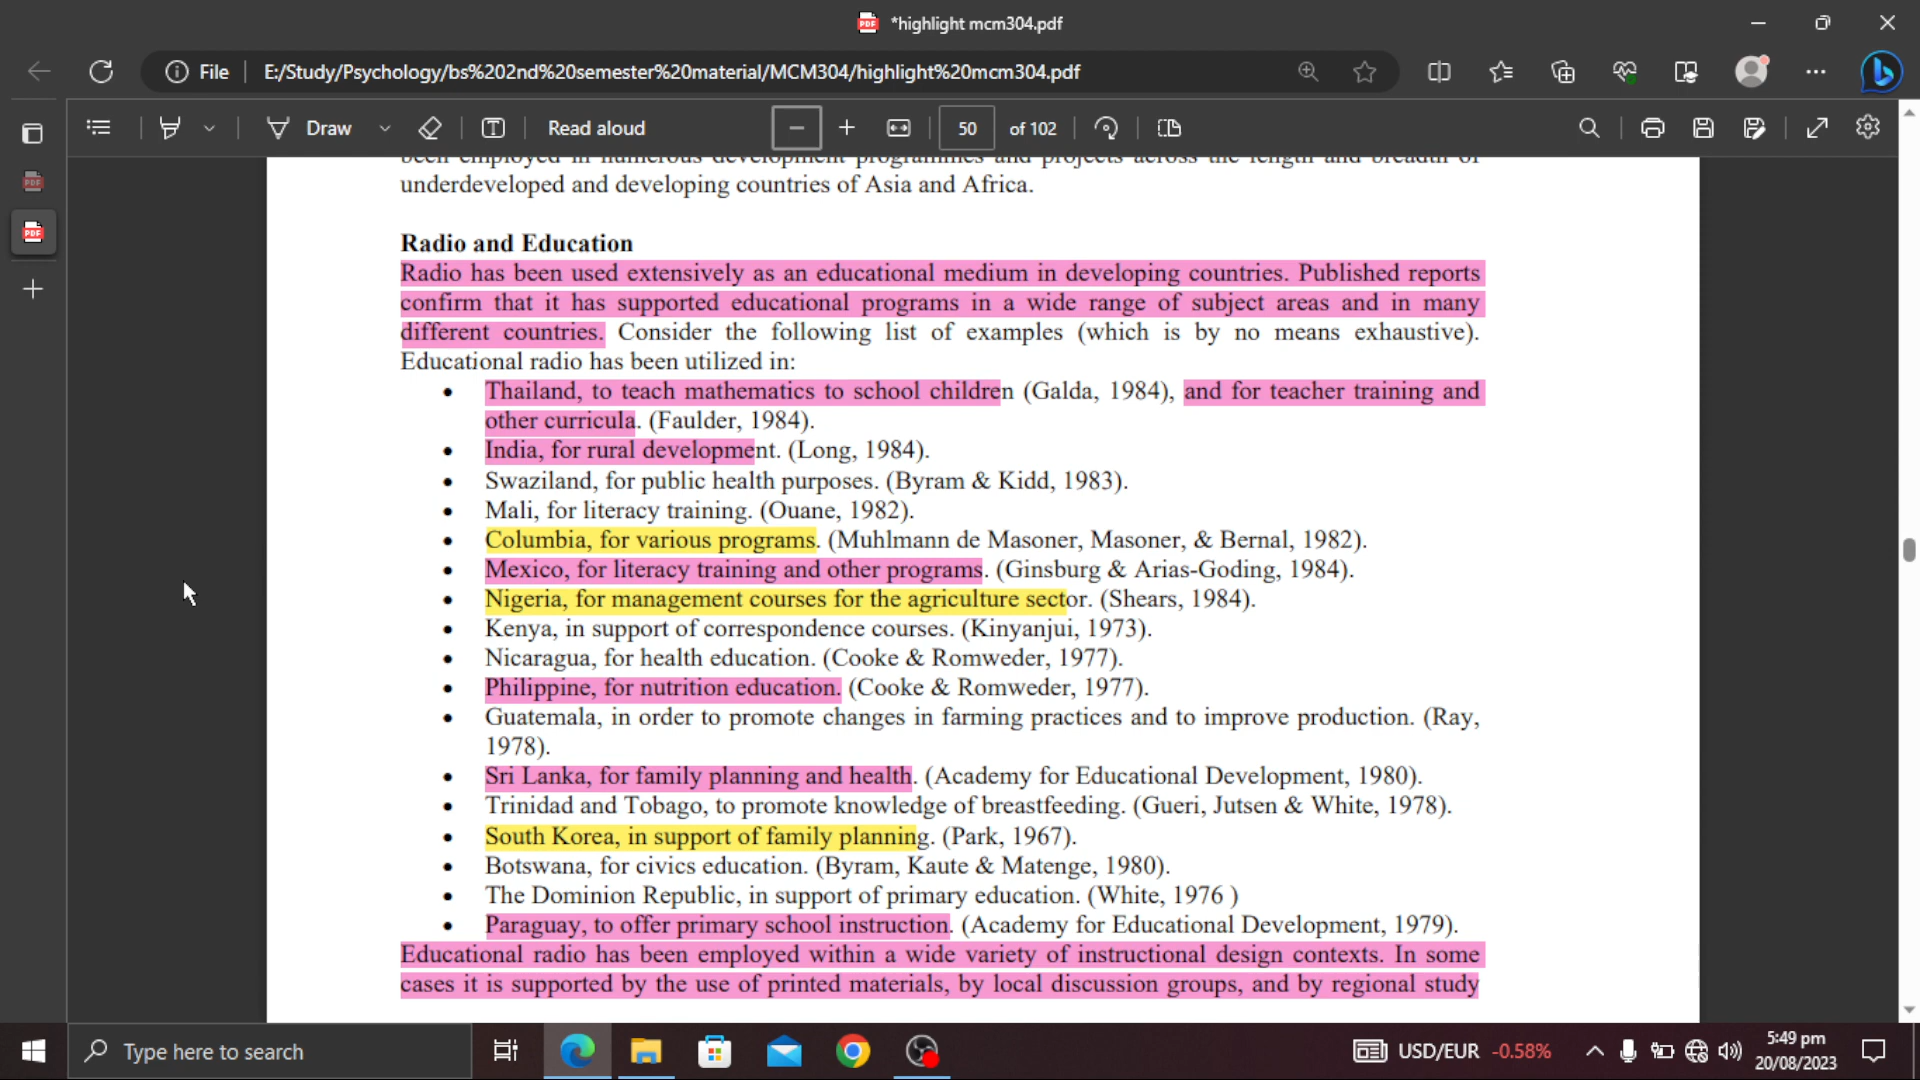 *highlight mcm304.pdf
File E:/Study/Psychology/bs%202nd%20semester%20material/MCM304/highlight%20mcm304.pdf
Draw Read aloud 50 of 102
been employed in numerous development programmes and projects across the length and breadth of
underdeveloped and developing countries of Asia and Africa.
Radio and Education
Radio has been used extensively as an educational medium in developing countries. Published reports
confirm that it has supported educational programs in a wide range of subject areas and in many
different countries. Consider the following list of examples (which is by no means exhaustive).
Educational radio has been utilized in:
• Thailand, to teach mathematics to school children (Galda, 1984), and for teacher training and
other curricula. (Faulder, 1984).
• India, for rural development. (Long, 1984).
• Swaziland, for public health purposes. (Byram & Kidd, 1983).
• Mali, for literacy training. (Ouane, 1982).
• Columbia, for various programs. (Muhlmann de Masoner, Masoner, & Bernal, 1982).
• Mexico, for literacy training and other programs. (Ginsburg & Arias-Goding, 1984).
• Nigeria, for management courses for the agriculture sector. (Shears, 1984).
• Kenya, in support of correspondence courses. (Kinyanjui, 1973).
• Nicaragua, for health education. (Cooke & Romweder, 1977).
• Philippine, for nutrition education. (Cooke & Romweder, 1977).
• Guatemala, in order to promote changes in farming practices and to improve production. (Ray,
1978).
• Sri Lanka, for family planning and health. (Academy for Educational Development, 1980).
• Trinidad and Tobago, to promote knowledge of breastfeeding. (Gueri, Jutsen & White, 1978).
• South Korea, in support of family planning. (Park, 1967).
• Botswana, for civics education. (Byram, Kaute & Matenge, 1980).
• The Dominion Republic, in support of primary education. (White, 1976 )
• Paraguay, to offer primary school instruction. (Academy for Educational Development, 1979).
Educational radio has been employed within a wide variety of instructional design contexts. In some
cases it is supported by the use of printed materials, by local discussion groups, and by regional study
Type here to search
USD/EUR -0.58%
5:49 pm
20/08/2023